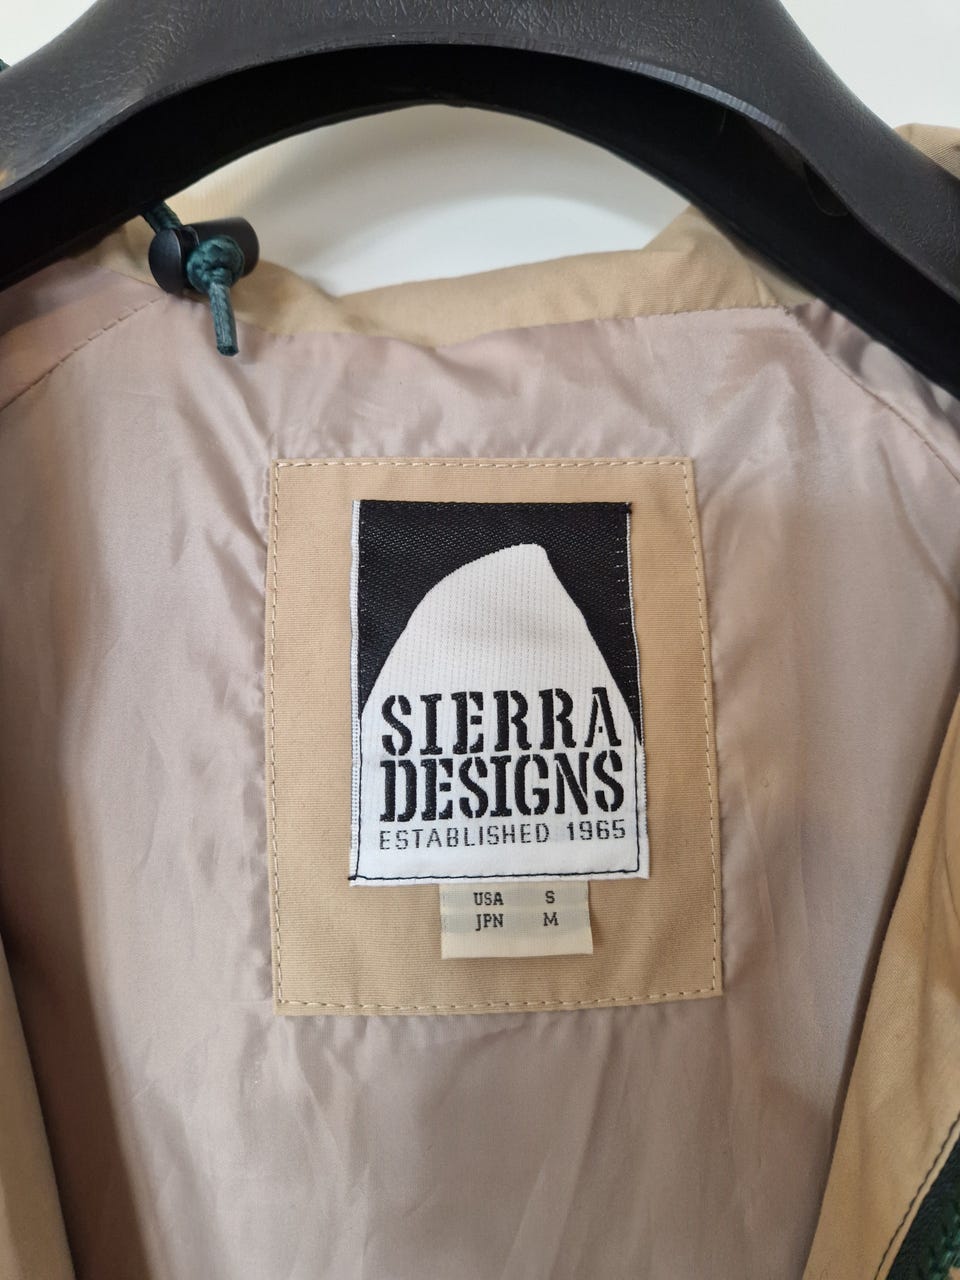 SIERRA
DESIGNS
ESTABLISHED 1965
USA S
JPN M